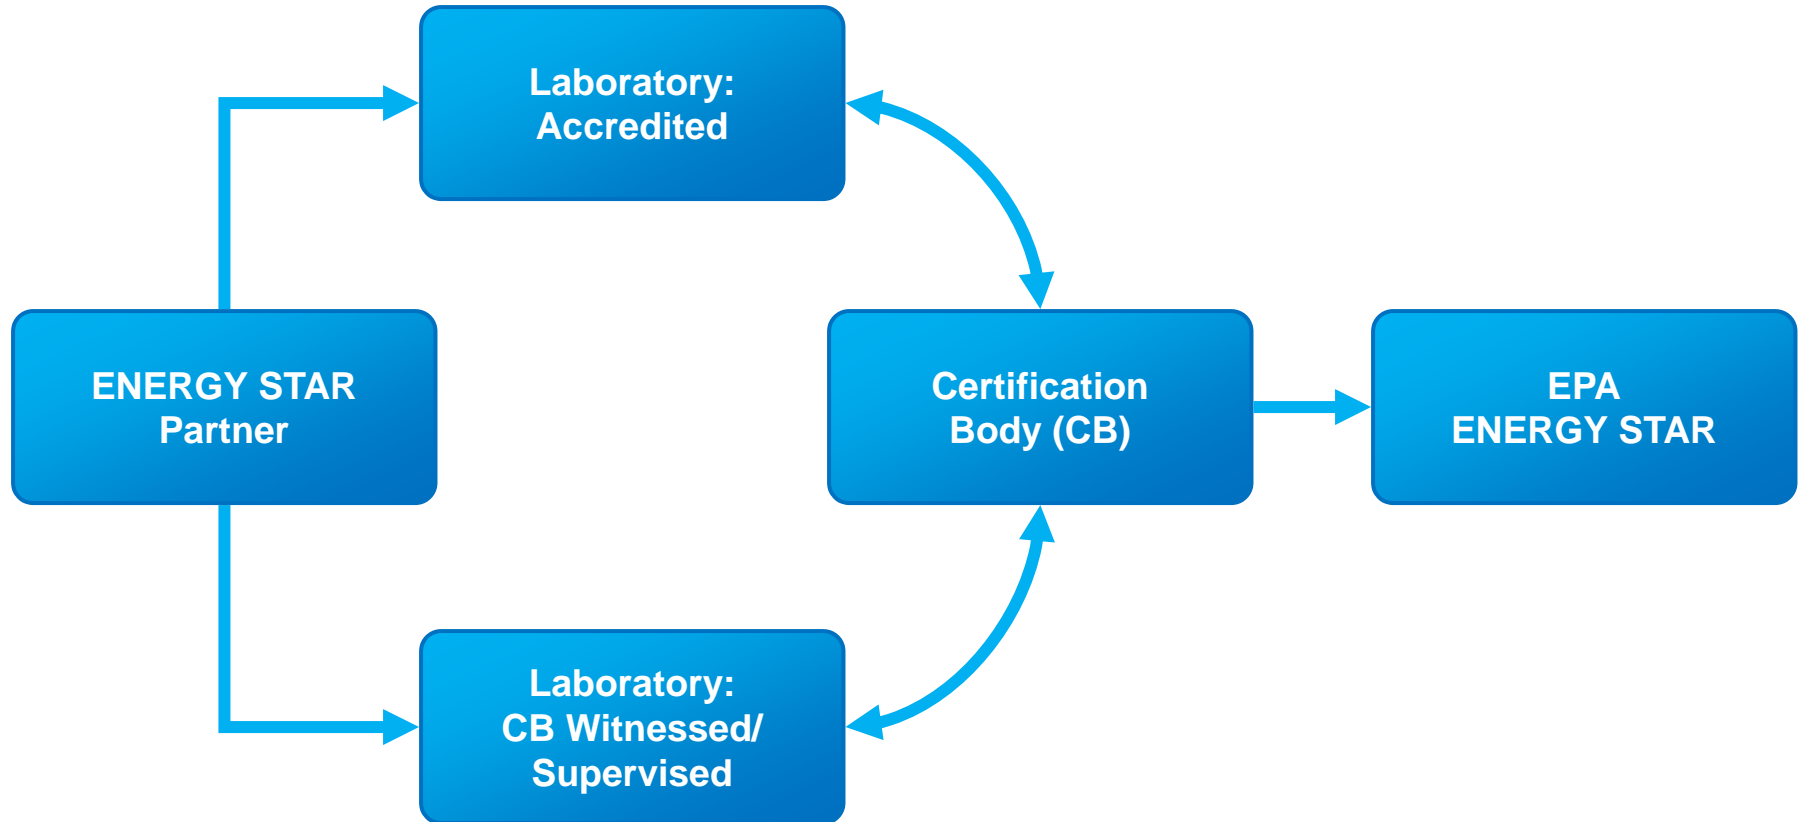 Laboratory:
Accredited
ENERGY STAR
Partner
Certification
Body (CB)
EPA
ENERGY STAR
Laboratory:
CB Witnessed/
Supervised